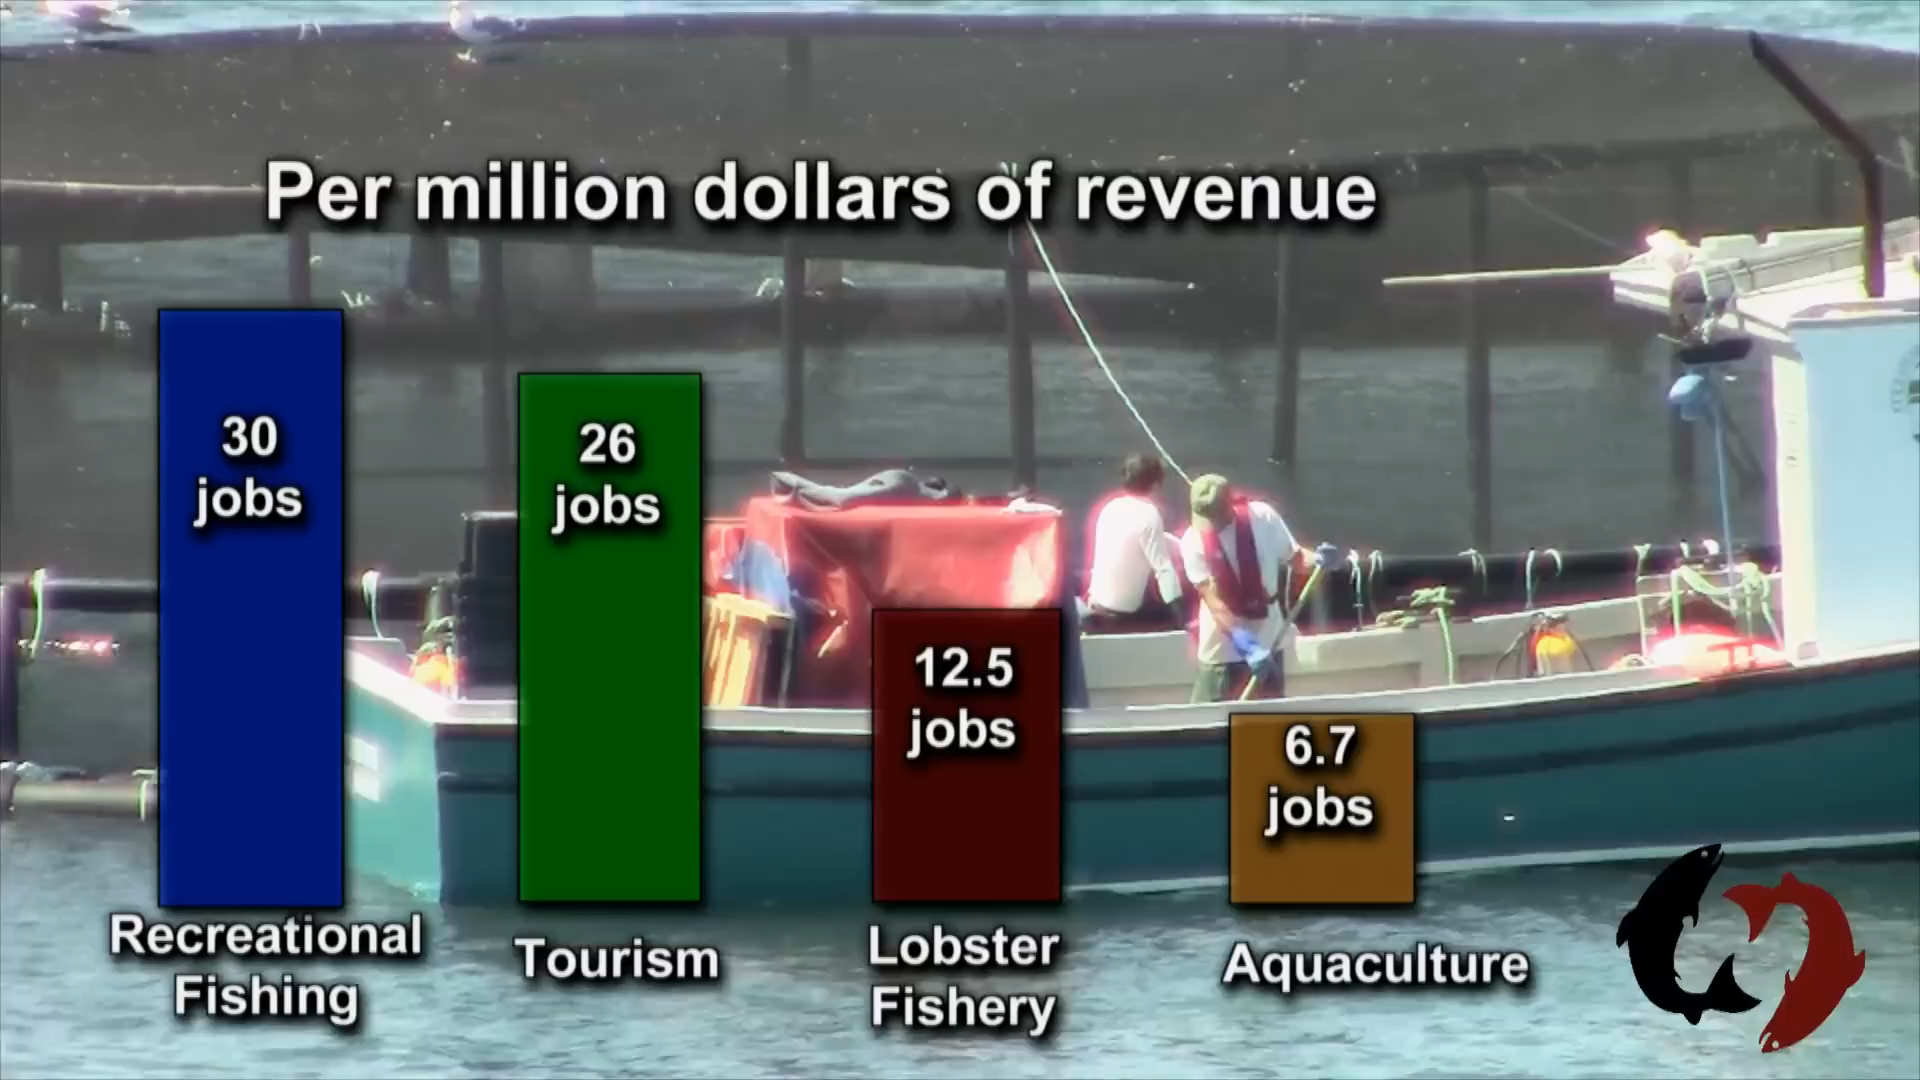 Per million dollars of revenue
30
jobs
26
jobs
12.5
jobs
6.7
jobs
Recreational
Fishing
Tourism
Lobster
Fishery
Aquaculture